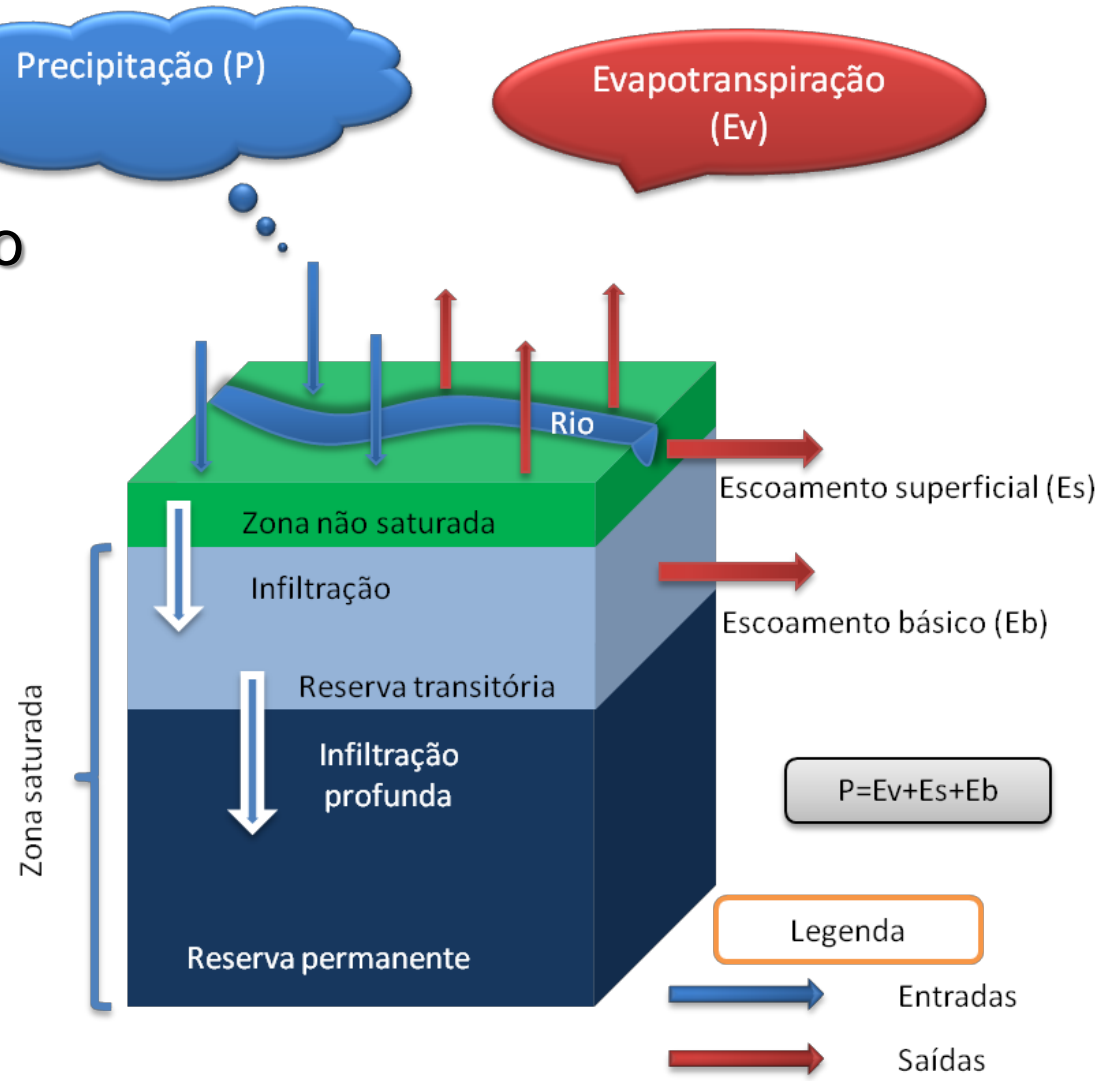 Precipitação (P)
Evapotranspiração
(Ev)
o
Rio
Escoamento superficial (Es)
Zona não saturada
Infiltração
Escoamento básico (Eb)
Reserva transitória
Zona saturada
Infiltração
profunda
P=Ev+Es+Eb
Legenda
Reserva permanente
Entradas
Saídas